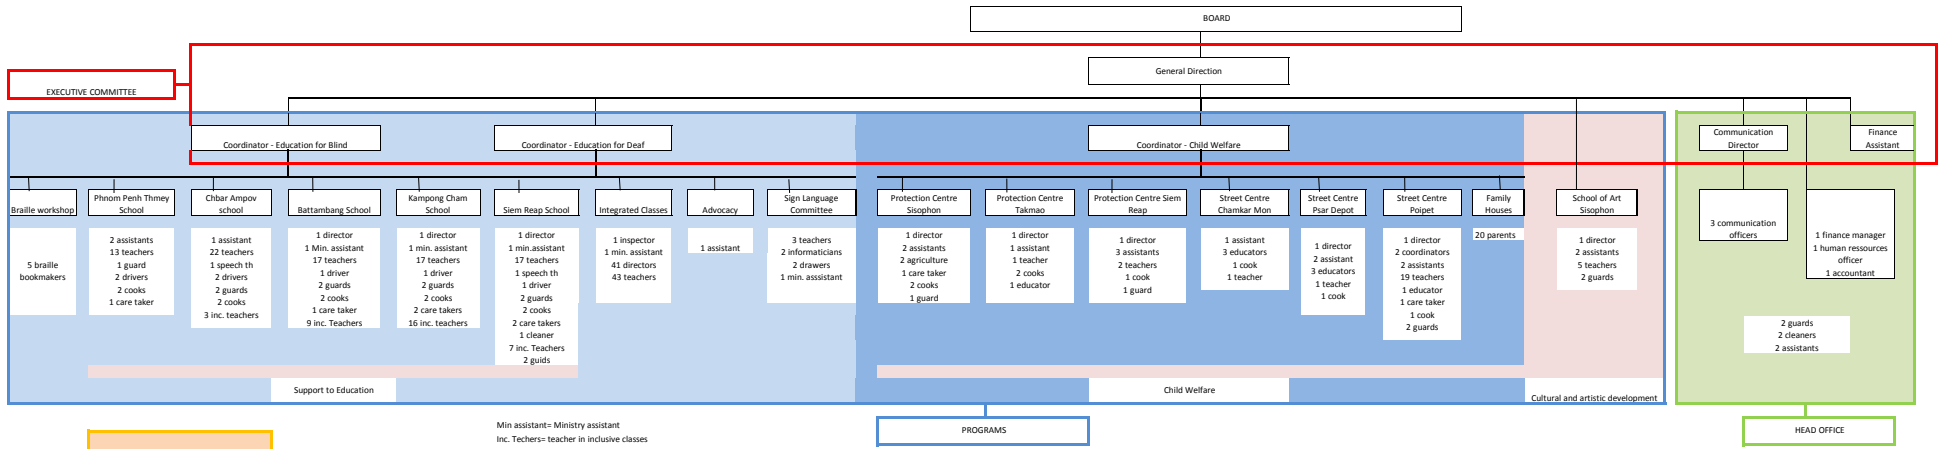 BOARD
General Direction
EXECUTIVE COMMITTEE
Coordinator - Education for Blind
Coordinator - Education for Deaf
Coordinator - Child Welfare
Communication
Director
Finance
Assistant
Braille workshop
5 braille
bookmakers
Phnom Penh Thmey
School
2 assistants
13 teachers
1 guard
2 drivers
2 cooks
1 care taker
Chbar Ampov
school
1 assistant
22 teachers
1 speech th
2 drivers
2 guards
2 cooks
3 inc. teachers
Battambang School
1 director
1 Min. assistant
17 teachers
1 driver
2 guards
2 cooks
1 care taker
9 inc. Teachers
Kampong Cham
School
1 director
1 min. assistant
17 teachers
1 driver
2 guards
2 cooks
2 care takers
16 inc. teachers
Siem Reap School
1 director
1 min.assistant
17 teachers
1 speech th
1 driver
2 guards
2 cooks
2 care takers
1 cleaner
7 inc. Teachers
2 guids
Integrated Classes
1 inspector
1 min. assistant
41 directors
43 teachers
Advocacy
1 assistant
Sign Language
Committee
3 teachers
2 informaticians
2 drawers
1 min. asssistant
Protection Centre
Sisophon
1 director
2 assistants
2 agriculture
1 care taker
2 cooks
1 guard
Protection Centre
Takmao
1 director
1 assistant
1 teacher
2 cooks
1 educator
Protection Centre Siem
Reap
1 director
3 assistants
2 teachers
1 cook
1 guard
Street Centre
Chamkar Mon
1 assistant
3 educators
1 cook
1 teacher
Street Centre
Psar Depot
1 director
2 assistant
3 educators
1 teacher
1 cook
Street Centre
Poipet
1 director
2 coordinators
2 assistants
19 teachers
1 educator
1 care taker
1 cook
2 guards
Family
Houses
20 parents
School of Art
Sisophon
1 director
2 assistants
5 teachers
2 guards
3 communication
officers
1 finance manager
1 human ressources
officer
1 accountant
2 guards
2 cleaners
2 assistants
Support to Education
Child Welfare
Cultural and artistic development
Min assistant= Ministry assistant
Inc. Techers= teacher in inclusive classes
PROGRAMS
HEAD OFFICE